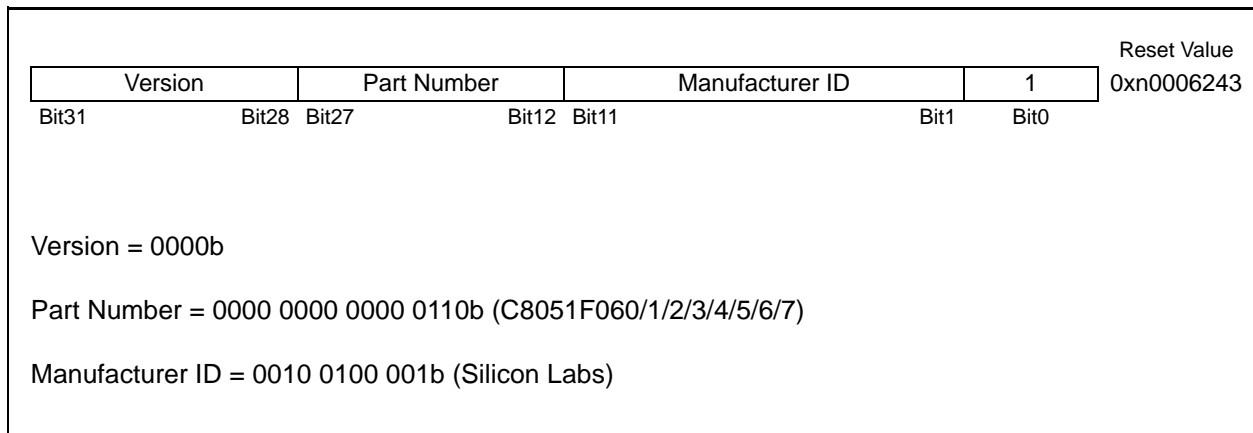 Reset Value
Version Part Number Manufacturer ID 1 0xn0006243
Bit31 Bit28 Bit27 Bit12 Bit11 Bit1 Bit0
Version = 0000b
Part Number = 0000 0000 0000 0110b (C8051F060/1/2/3/4/5/6/7)
Manufacturer ID = 0010 0100 001b (Silicon Labs)